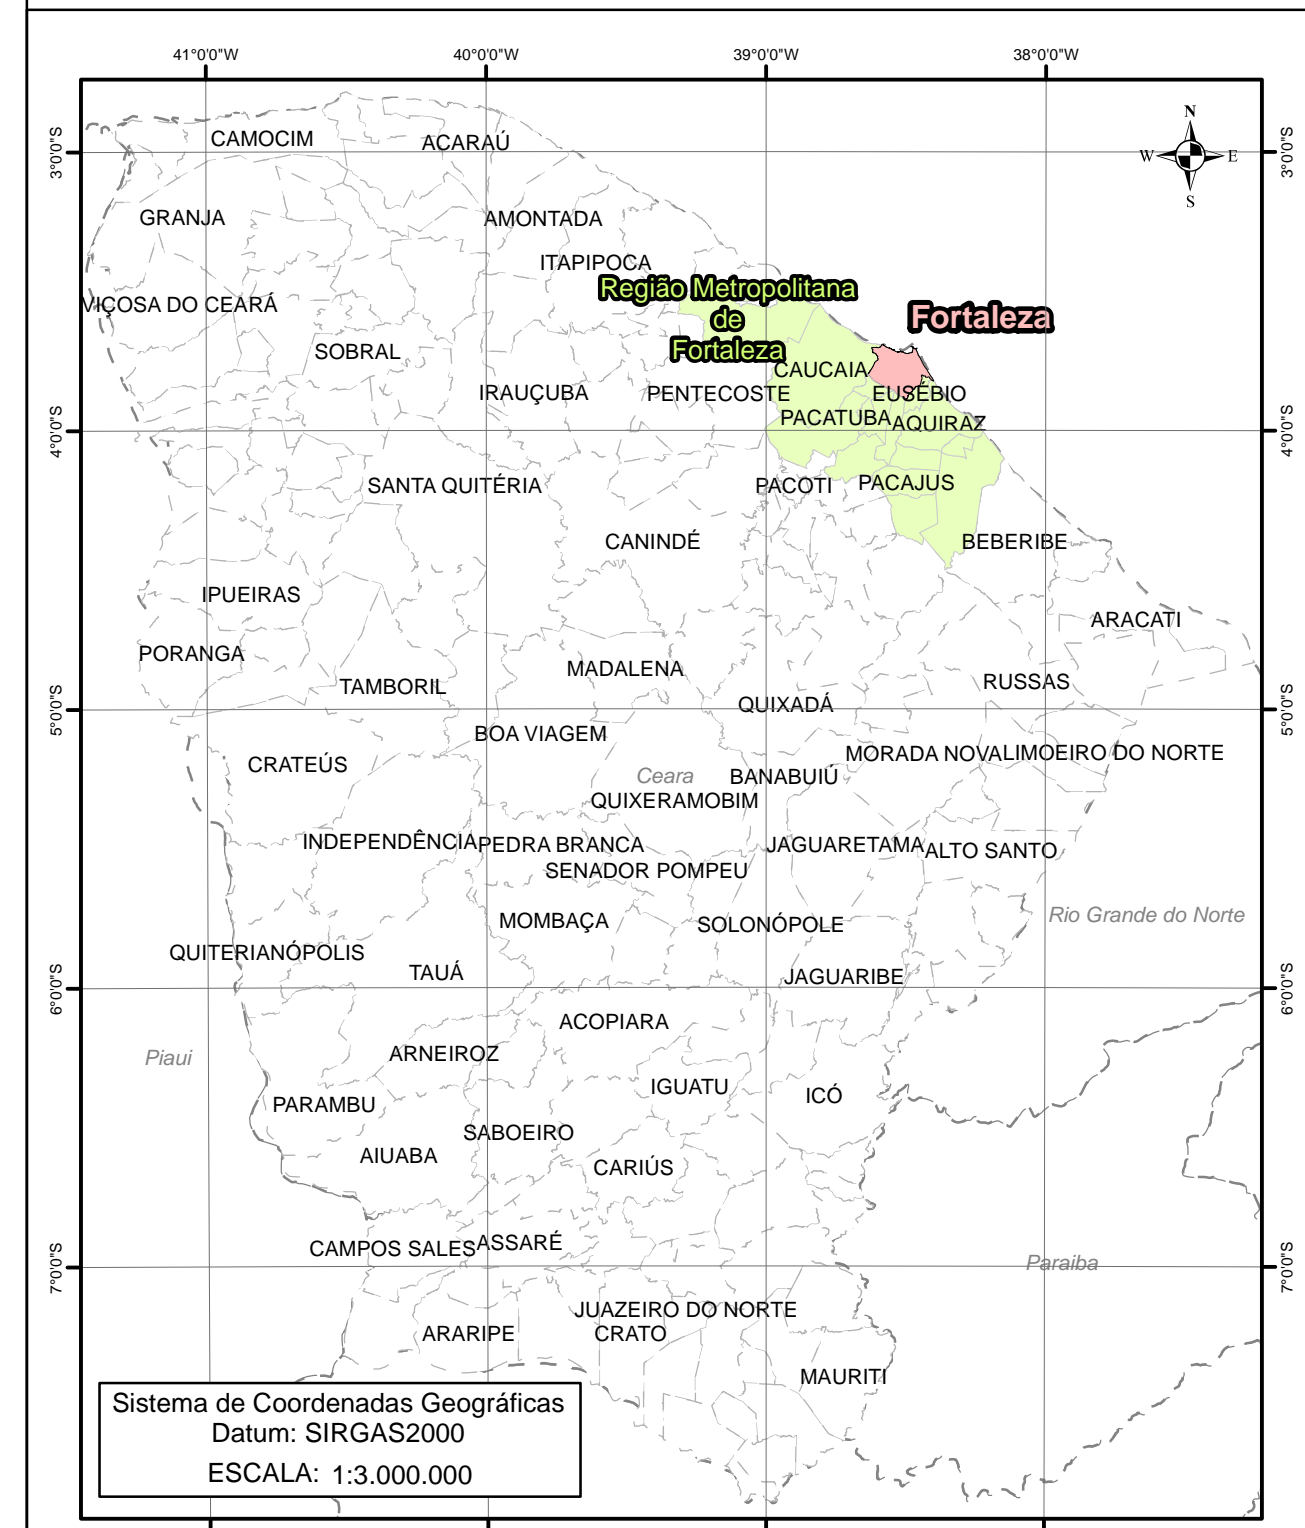 41°0'0"W
40°0'0"W
39°0'0"W
38°0'0"W
3°0'0"S
3°0'0"S
N
W
E
S
CAMOCIM
ACARAÚ
GRANJA
AMONTADA
ITAPIPOCA
Região Metropolitana
de
Fortaleza
Fortaleza
VIÇOSA DO CEARÁ
SOBRAL
CAUCAIA
IRAUÇUBA
PENTECOSTE
EUSÉBIO
PACATUBA
AQUIRAZ
4°0'0"S
4°0'0"S
SANTA QUITÉRIA
PACOTI
PACAJUS
CANINDÉ
BEBERIBE
IPUEIRAS
ARACATI
PORANGA
MADALENA
TAMBORIL
RUSSAS
QUIXADÁ
5°0'0"S
5°0'0"S
BOA VIAGEM
MORADA NOVA
LIMOEIRO DO NORTE
CRATEÚS
Ceara
BANABUIÚ
QUIXERAMOBIM
INDEPENDÊNCIA
PEDRA BRANCA
JAGUARETAMA
ALTO SANTO
SENADOR POMPEU
MOMBAÇA
SOLONÓPOLE
Rio Grande do Norte
QUITERIANÓPOLIS
TAUÁ
JAGUARIBE
6°0'0"S
6°0'0"S
ACOPIARA
Piaui
ARNEIROZ
IGUATU
ICÓ
PARAMBU
SABOEIRO
AIUABA
CARIÚS
CAMPOS SALES
ASSARÉ
Paraiba
7°0'0"S
7°0'0"S
JUAZEIRO DO NORTE
ARARIPE
CRATO
MAURITI
Sistema de Coordenadas Geográficas
Datum: SIRGAS2000
ESCALA: 1:3.000.000